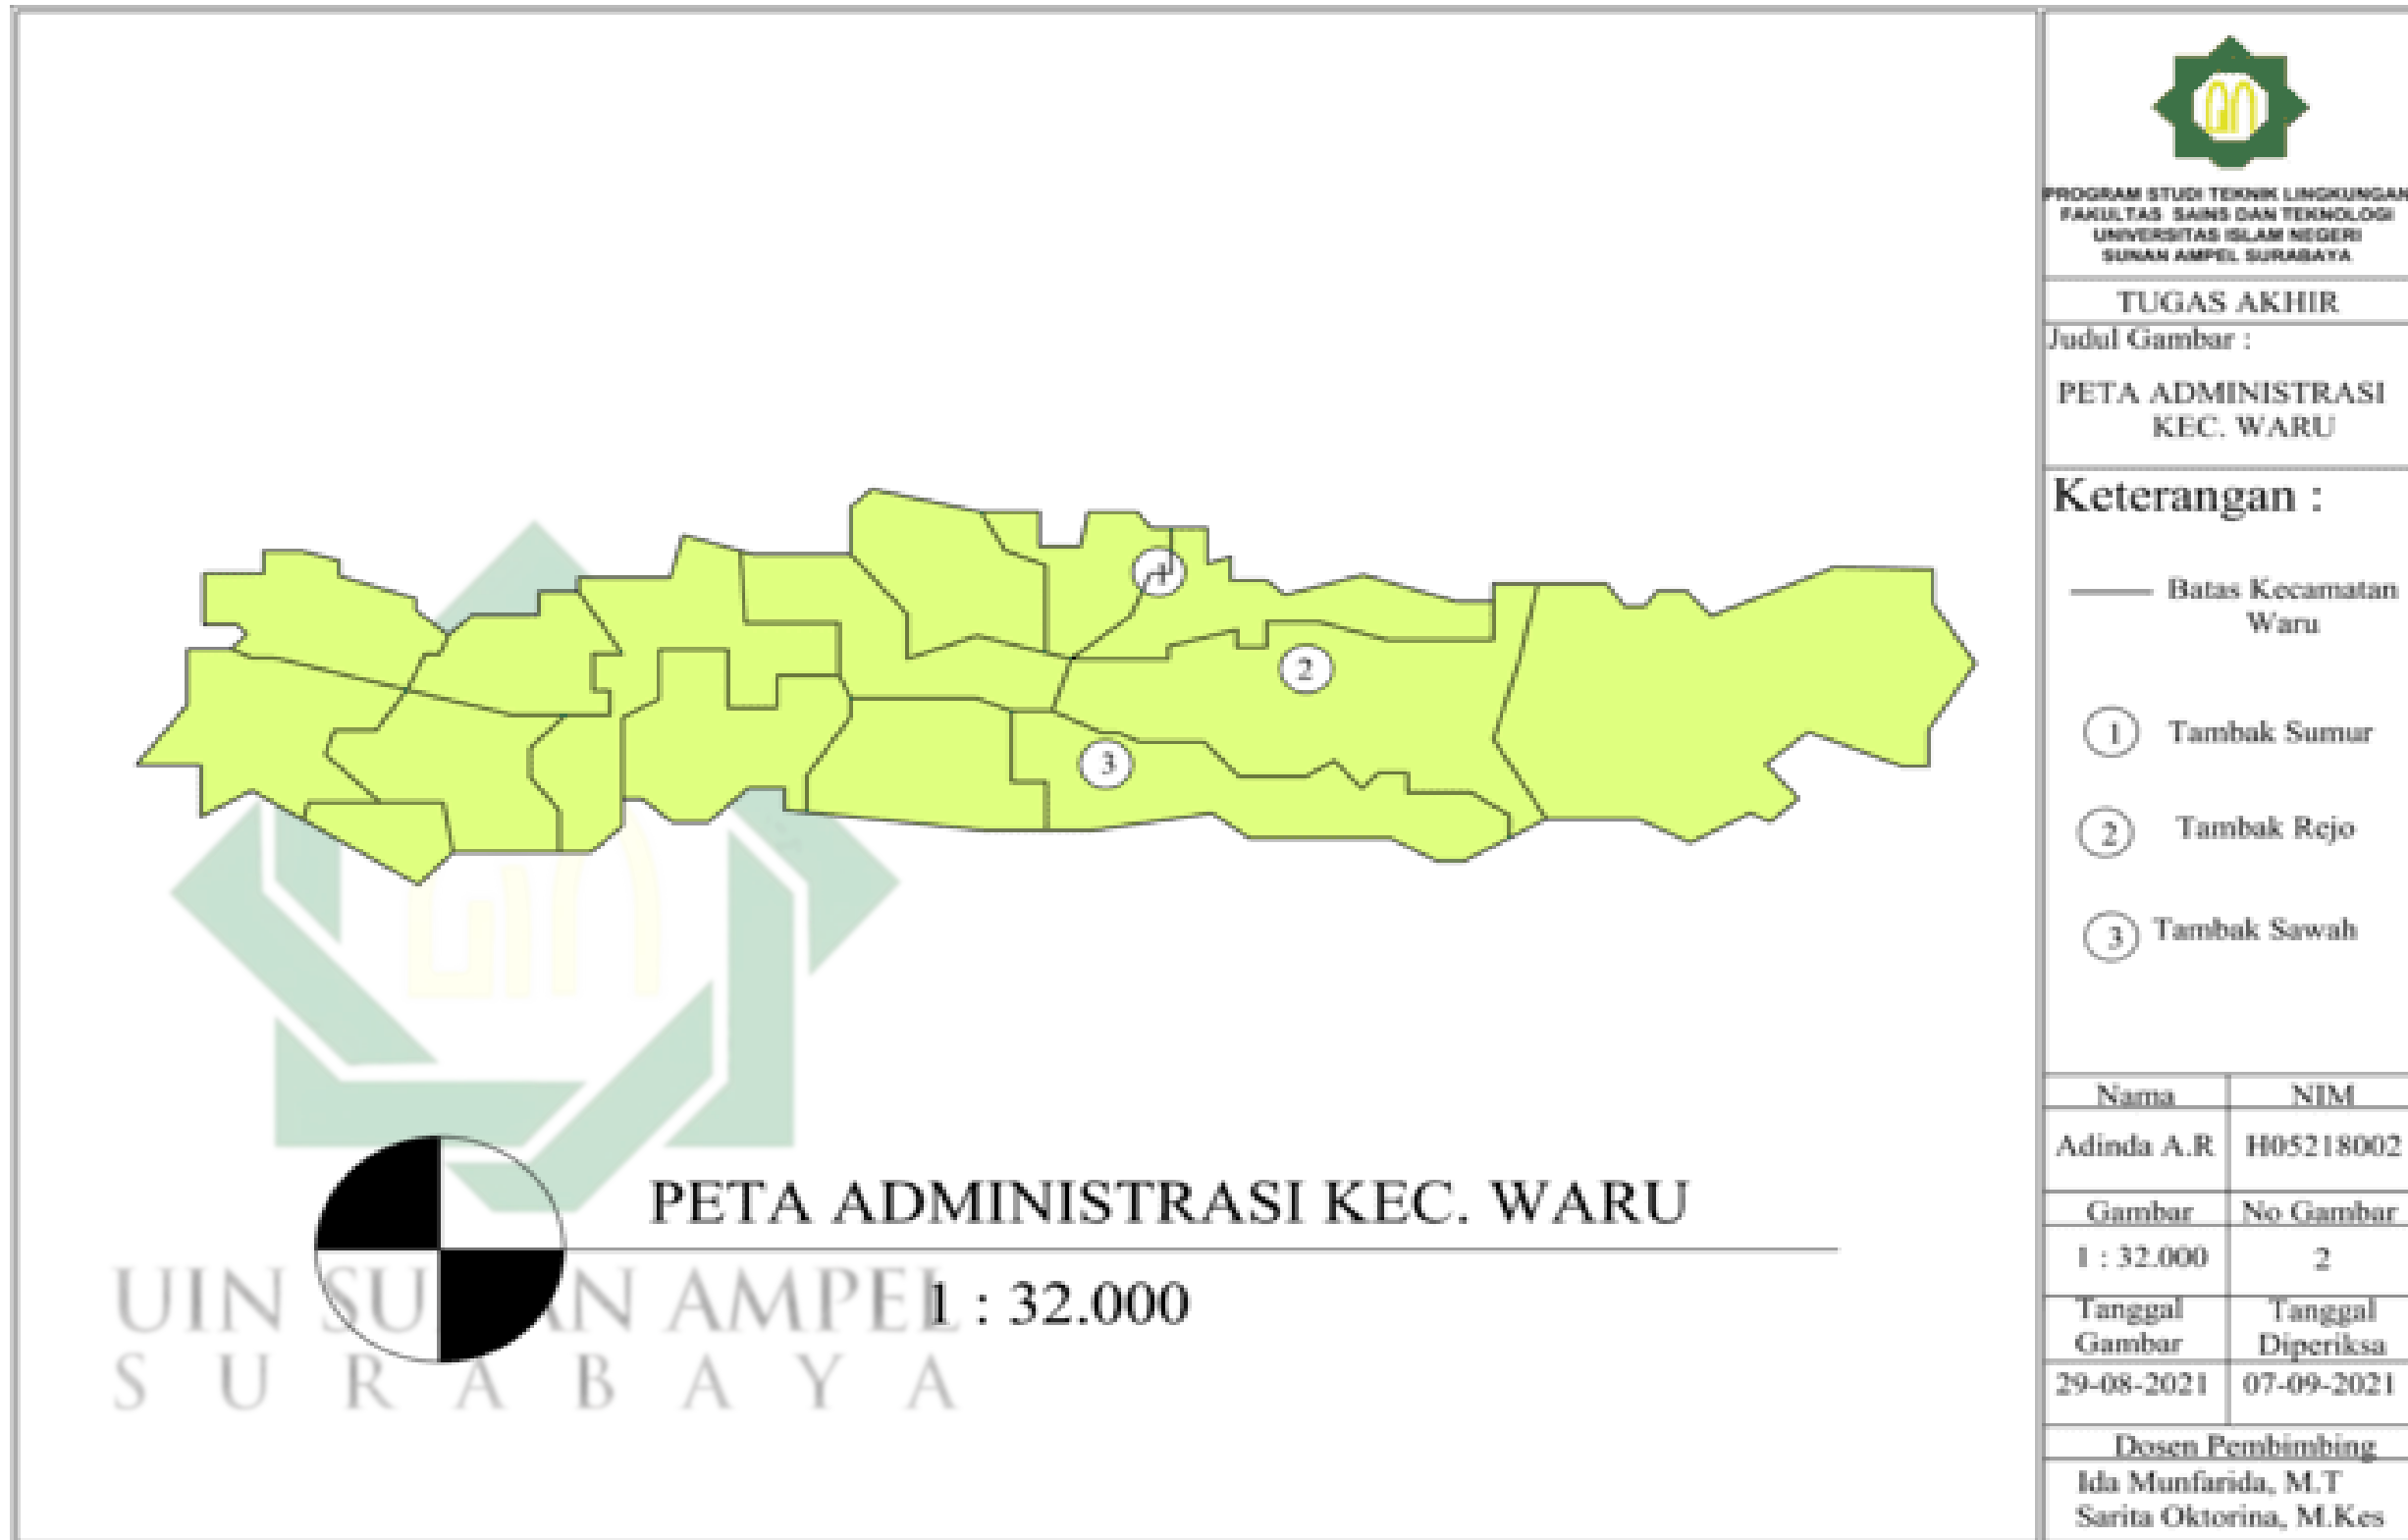 PROGRAM STUDI TEKNIK LINGKUNGAN
FAKULTAS SAINS DAN TEKNOLOGI
UNIVERSITAS ISLAM NEGERI
SUNAN AMPEL SURABAYA
TUGAS AKHIR
Judul Gambar :
PETA ADMINISTRASI
KEC. WARU
Keterangan :
Batas Kecamatan
Waru
1 Tambak Sumur
2 Tambak Rejo
3 Tambak Sawah
Nama NIM
Adinda A.R H05218002
Gambar No Gambar
1 : 32.000 2
Tanggal Gambar Tanggal Diperiksa
29-08-2021 07-09-2021
Dosen Pembimbing
Ida Munfarida, M.T
Sarita Oktorina, M.Kes
1
2
3
PETA ADMINISTRASI KEC. WARU
1 : 32.000
UIN SUNAN AMPEL
SURABAYA